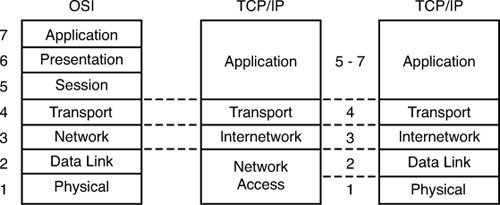 OSI TCP/IP TCP/IP
7 Application
6 Presentation Application 5 - 7 Application
5 Session
4 Transport Transport 4 Transport
3 Network Internetwork 3 Internetwork
2 Data Link Network 2 Data Link
Access
1 Physical 1 Physical